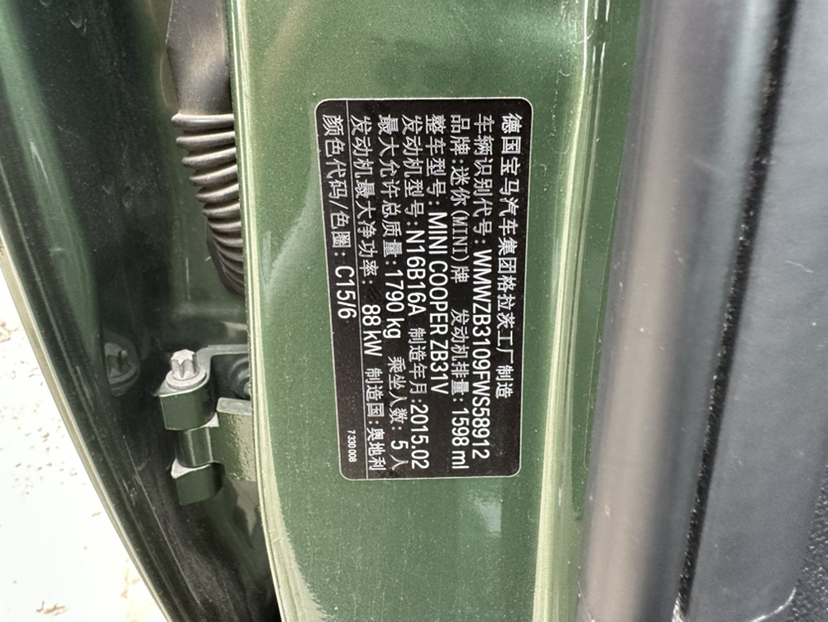 德国宝马汽车集团格拉茨工厂制造
车辆识别代号:WMWZB3109FWS58912
品牌:迷你(MINI)牌 发动机排量:1598 ml
整车型号:MINI COOPER ZB31V
发动机型号:N16B16A 制造年月:2015.02
最大允许总质量:1790 kg 乘坐人数:5人
发动机最大净功率: 88 kW 制造国:奥地利
颜色代码/色圈:C15/6
7 330 008